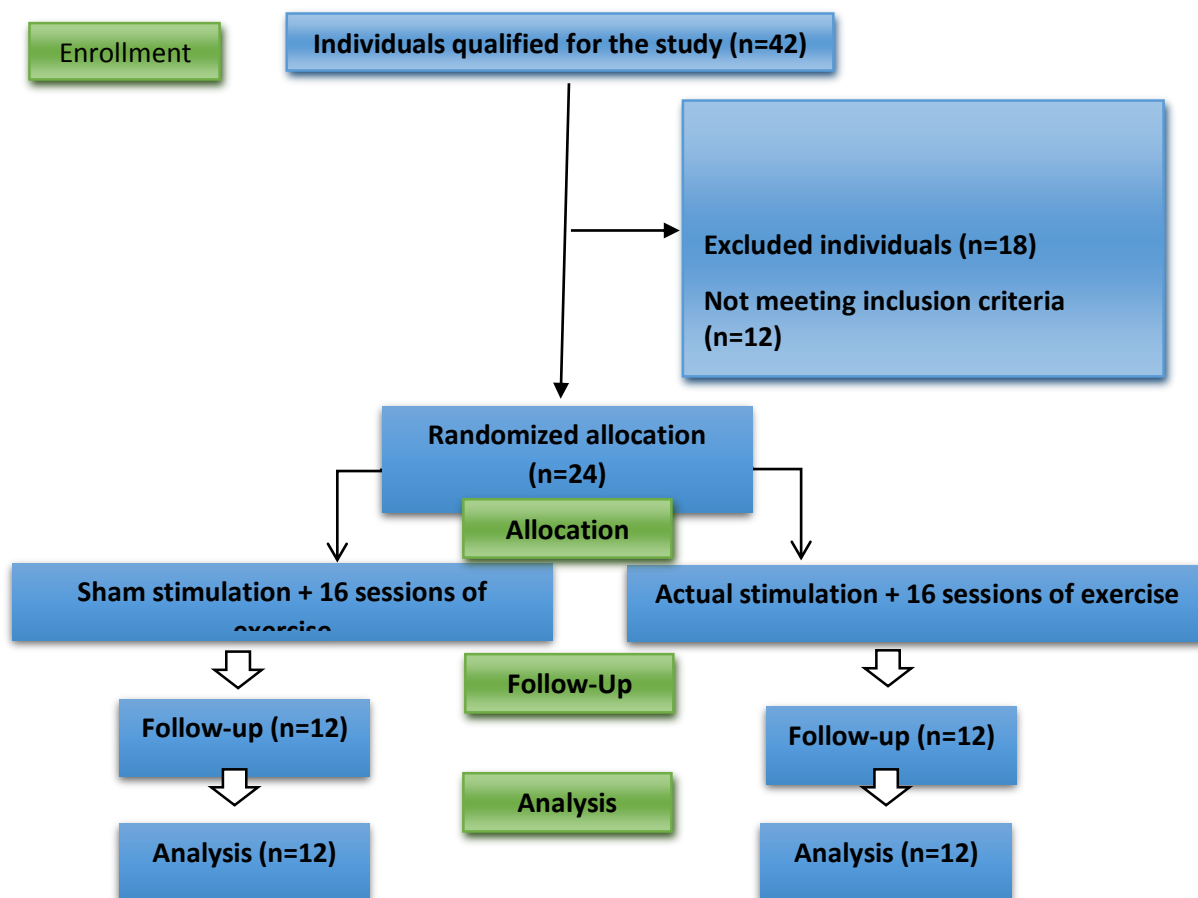 Enrollment
Individuals qualified for the study (n=42)
Excluded individuals (n=18)
Not meeting inclusion criteria
(n=12)
Randomized allocation
(n=24)
Allocation
Sham stimulation + 16 sessions of
exercise
Actual stimulation + 16 sessions of exercise
Follow-Up
Follow-up (n=12)
Follow-up (n=12)
Analysis
Analysis (n=12)
Analysis (n=12)